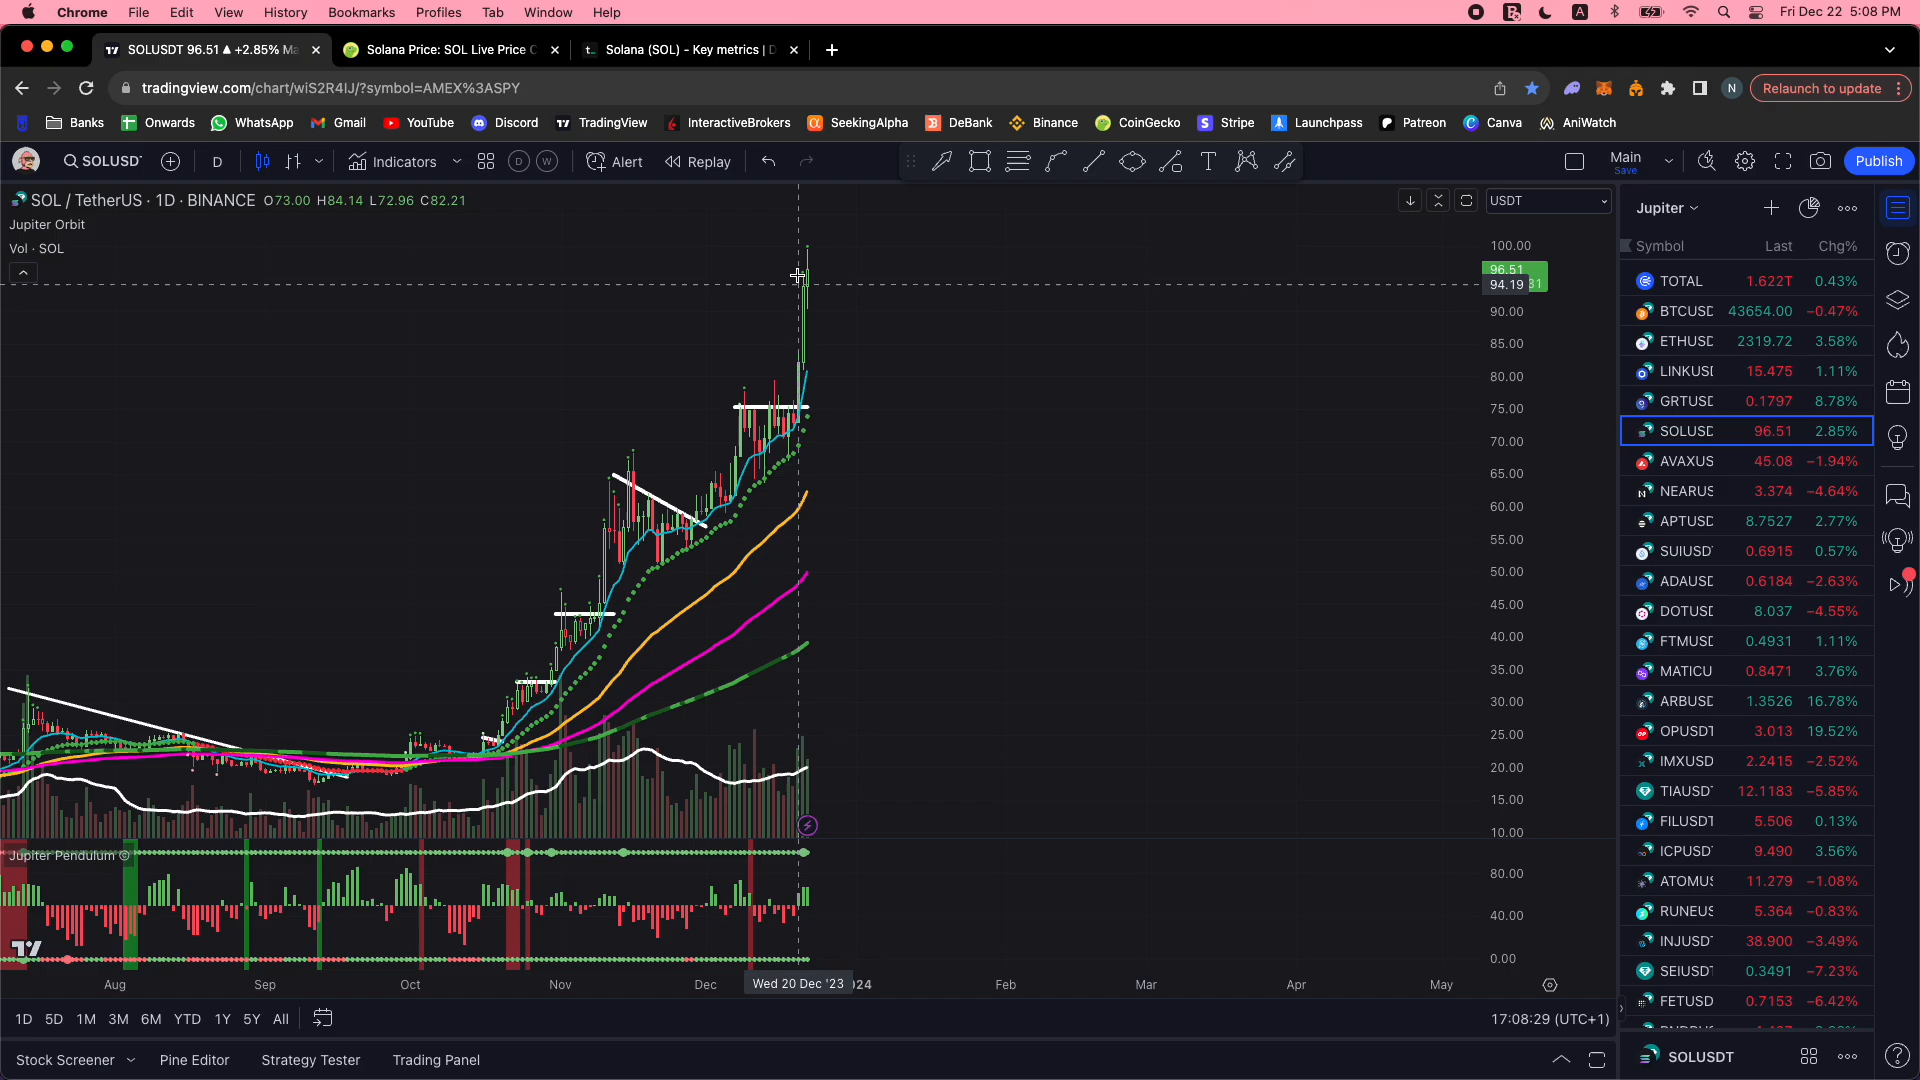 Chrome File Edit View History Bookmarks Profiles Tab Window Help
A Fri Dec 22 5:08 PM
SOLUSDT 96.51 ▲ +2.85% Ma
Solana Price: SOL Live Price C
Solana (SOL) - Key metrics | D
tradingview.com/chart/wiS2R4IJ/?symbol=AMEX%3ASPY
N Relaunch to update
Banks Onwards WhatsApp Gmail YouTube Discord TradingView InteractiveBrokers SeekingAlpha DeBank Binance CoinGecko Stripe Launchpass Patreon Canva AniWatch
SOLUSD D Indicators D W Alert Replay
Main
Save
Publish
SOL / TetherUS · 1D · BINANCE O73.00 H84.14 L72.96 C82.21
Jupiter Orbit
Vol · SOL
USDT
100.00
96.51
94.19 31
90.00
85.00
80.00
75.00
70.00
65.00
60.00
55.00
50.00
45.00
40.00
35.00
30.00
25.00
20.00
15.00
10.00
Jupiter Pendulum
80.00
40.00
0.00
Aug Sep Oct Nov Dec Wed 20 Dec '23 024 Feb Mar Apr May
1D 5D 1M 3M 6M YTD 1Y 5Y All
17:08:29 (UTC+1)
Stock Screener Pine Editor Strategy Tester Trading Panel
Jupiter
Symbol Last Chg%
TOTAL 1.622T 0.43%
BTCUSD 43654.00 −0.47%
ETHUSD 2319.72 3.58%
LINKUSD 15.475 1.11%
GRTUSD 0.1797 8.78%
SOLUSD 96.51 2.85%
AVAXUS 45.08 −1.94%
NEARUS 3.374 −4.64%
APTUSD 8.7527 2.77%
SUIUSD 0.6915 0.57%
ADAUSD 0.6184 −2.63%
DOTUSD 8.037 −4.55%
FTMUSD 0.4931 1.11%
MATICU 0.8471 3.76%
ARBUSD 1.3526 16.78%
OPUSDT 3.013 19.52%
IMXUSD 2.2415 −2.52%
TIAUSD 12.1183 −5.85%
FILUSDT 5.506 0.13%
ICPUSD 9.490 3.56%
ATOMUS 11.279 −1.08%
RUNEUS 5.364 −0.83%
INJUSD 38.900 −3.49%
SEIUSD 0.3491 −7.23%
FETUSD 0.7153 −6.42%
SOLUSDT